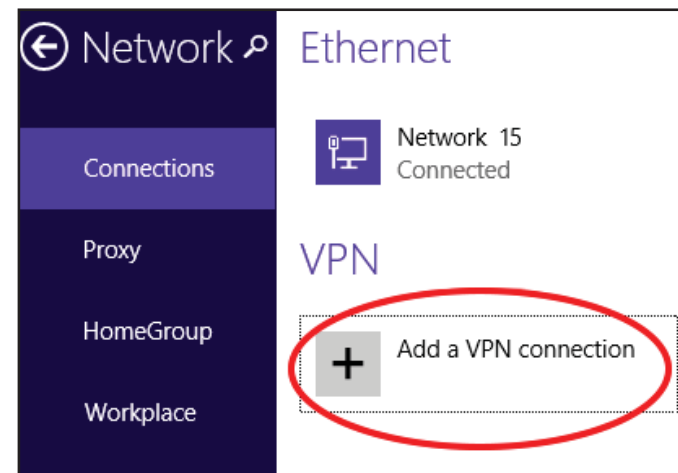 Network
Connections
Proxy
HomeGroup
Workplace
Ethernet
Network 15
Connected
VPN
Add a VPN connection